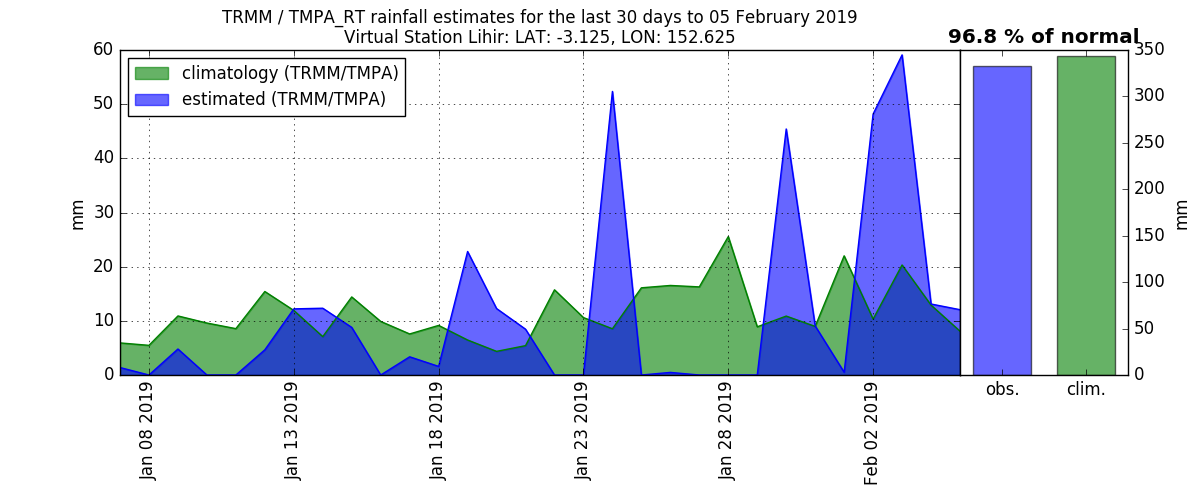 TRMM / TMPA_RT rainfall estimates for the last 30 days to 05 February 2019
Virtual Station Lihir: LAT: -3.125, LON: 152.625
96.8 % of normal
climatology (TRMM/TMPA)
estimated (TRMM/TMPA)
60
50
40
30
20
10
0
mm
Jan 08 2019
Jan 13 2019
Jan 18 2019
Jan 23 2019
Jan 28 2019
Feb 02 2019
obs.
clim.
350
300
250
200
150
100
50
0
mm